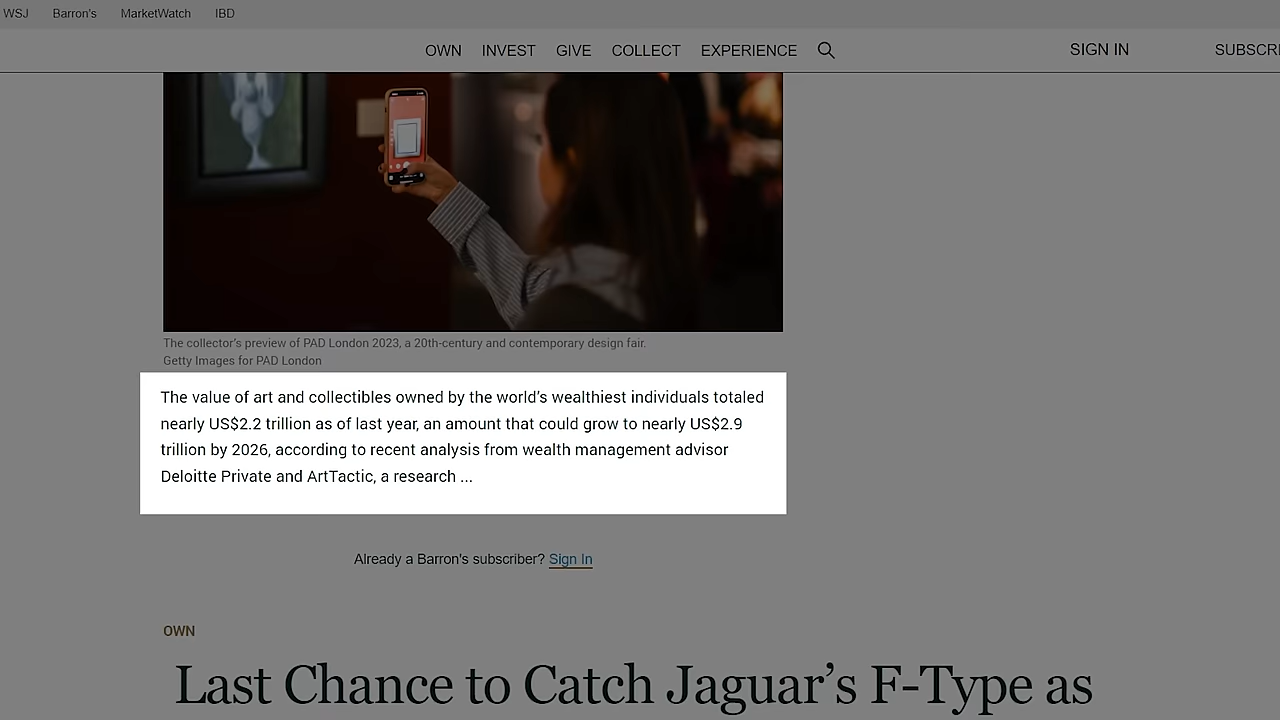 WSJ Barron's MarketWatch IBD
OWN INVEST GIVE COLLECT EXPERIENCE SIGN IN SUBSCRI
The collector's preview of PAD London 2023, a 20th-century and contemporary design fair.
Getty Images for PAD London
The value of art and collectibles owned by the world's wealthiest individuals totaled
nearly US$2.2 trillion as of last year, an amount that could grow to nearly US$2.9
trillion by 2026, according to recent analysis from wealth management advisor
Deloitte Private and ArtTactic, a research ...
Already a Barron's subscriber? Sign In
OWN
Last Chance to Catch Jaguar’s F-Type as